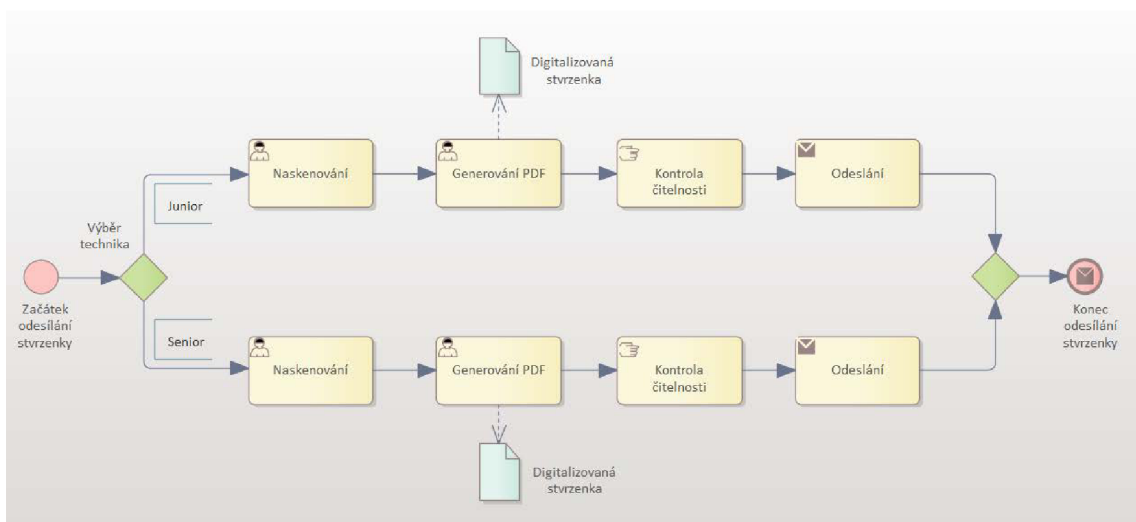 Digitalizovaná
stvrzenka
Naskenování
Generování PDF
Kontrola
čitelnosti
Odeslání
Junior
Výběr
technika
Začátek
odesílání
stvrzenky
Konec
odesílání
stvrzenky
Senior
Naskenování
Generování PDF
Kontrola
čitelnosti
Odeslání
Digitalizovaná
stvrzenka